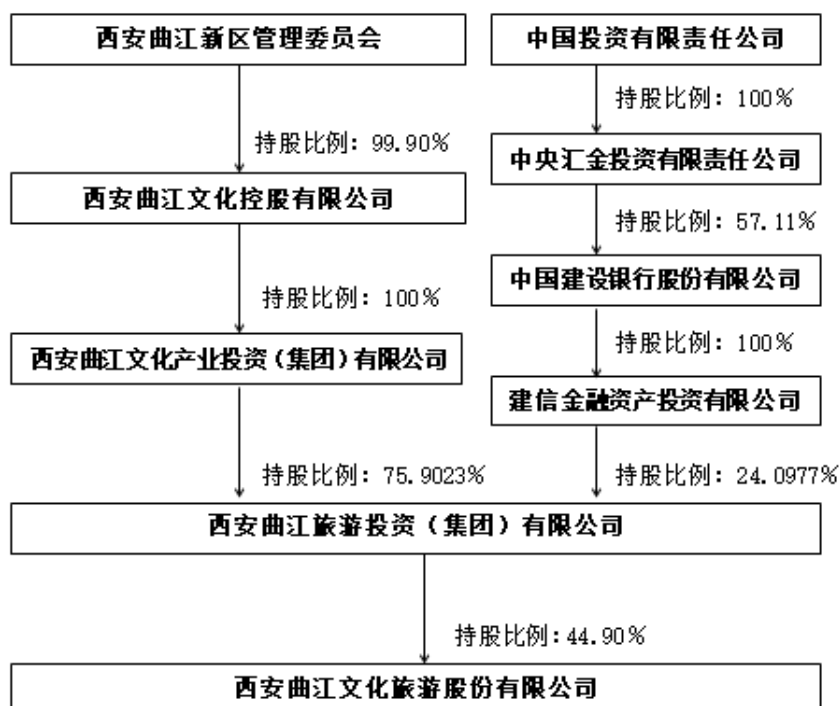 西安曲江新区管理委员会
中国投资有限责任公司
持股比例：100%
持股比例：99.90%
中央汇金投资有限责任公司
西安曲江文化控股有限公司
持股比例：57.11%
中国建设银行股份有限公司
持股比例：100%
持股比例：100%
西安曲江文化产业投资（集团）有限公司
建信金融资产投资有限公司
持股比例：75.9023%
持股比例：24.0977%
西安曲江旅游投资（集团）有限公司
持股比例：44.90%
西安曲江文化旅游股份有限公司